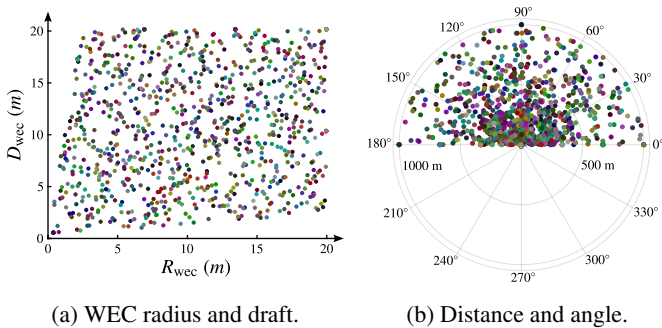 20
15
10
5
0
D_wec (m)
0 5 10 15 20
R_wec (m)
90°
120° 60°
150° 30°
180° 0°
1000 m 500 m
210° 330°
240° 300°
270°
(a) WEC radius and draft. (b) Distance and angle.